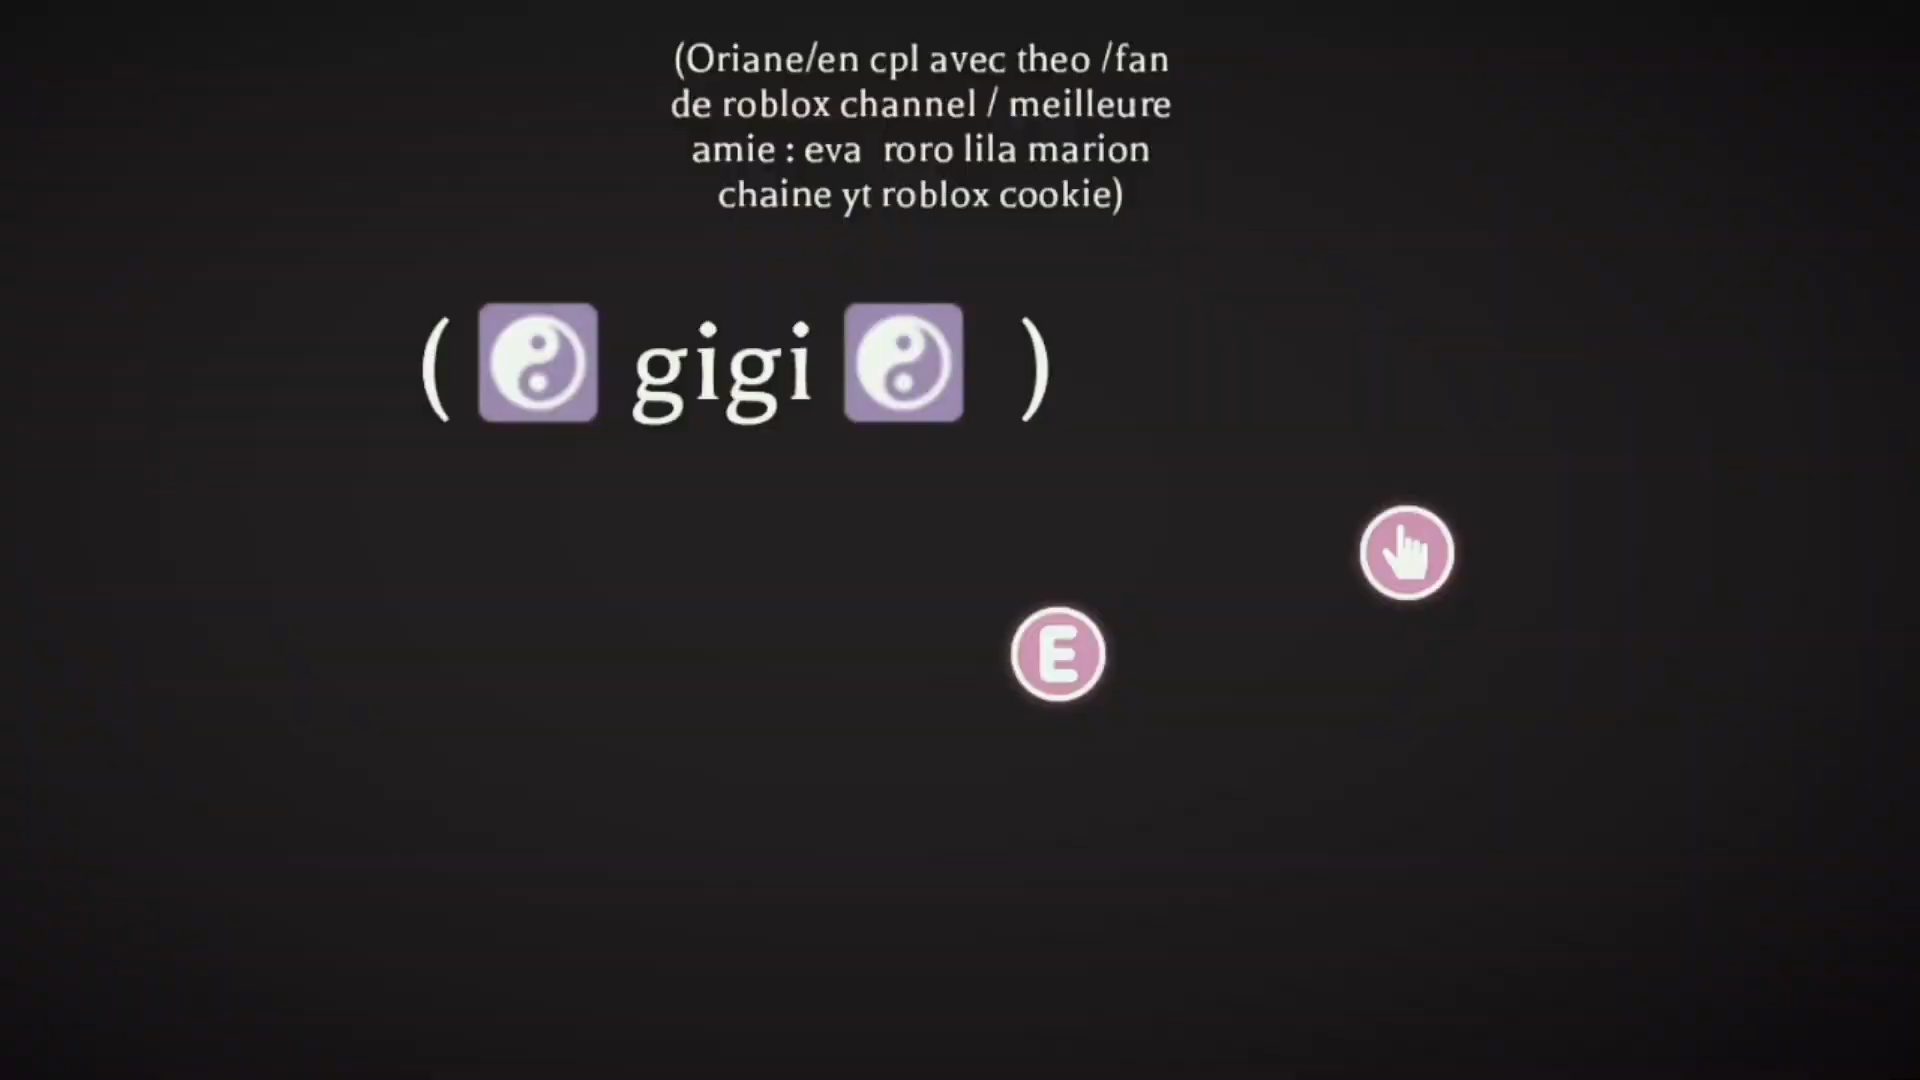 (Oriane/en cpl avec theo /fan
de roblox channel / meilleure
amie : eva  roro lila marion
chaine yt roblox cookie)
( ☯ gigi ☯ )
E